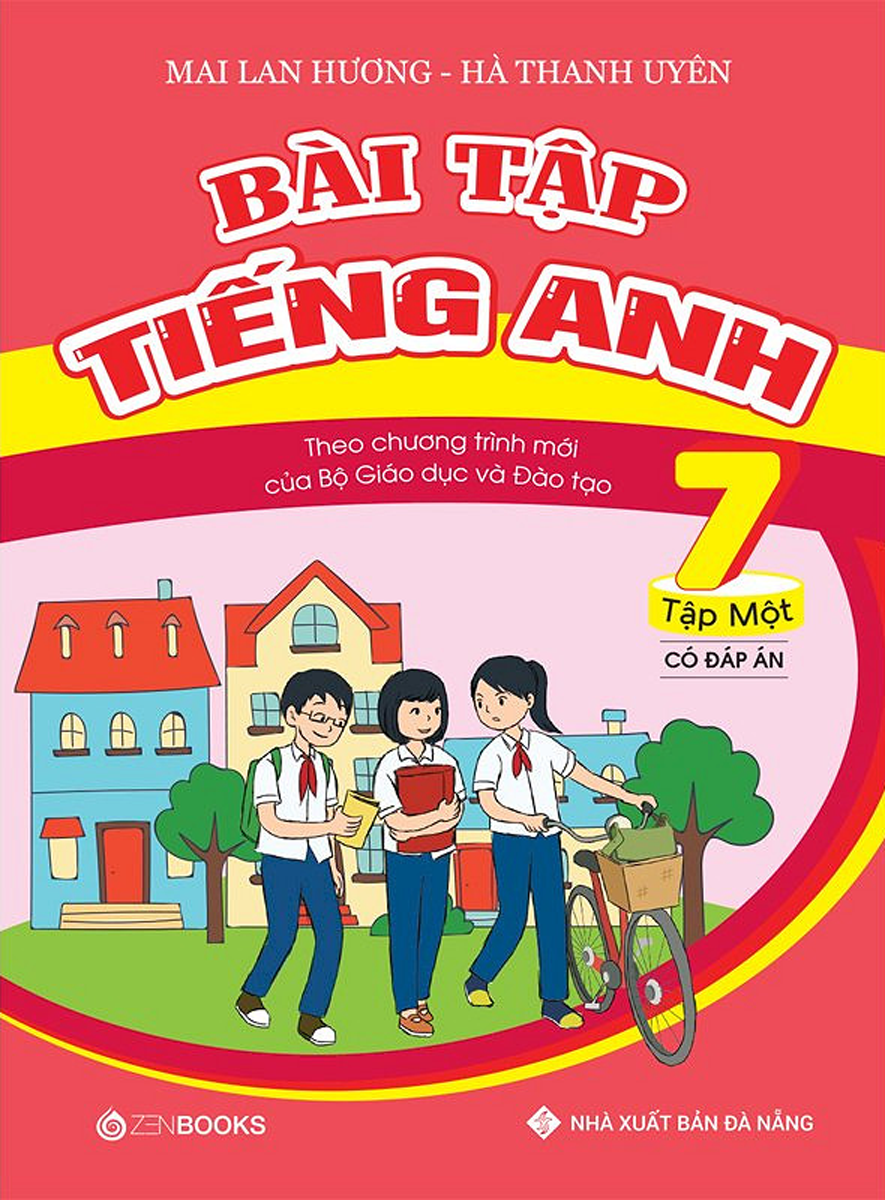 MAI LAN HƯƠNG - HÀ THANH UYÊN
BÀI TẬP
TIẾNG ANH
Theo chương trình mới
của Bộ Giáo dục và Đào tạo
7
Tập Một
CÓ ĐÁP ÁN
ZENBOOKS
NHÀ XUẤT BẢN ĐÀ NẴNG